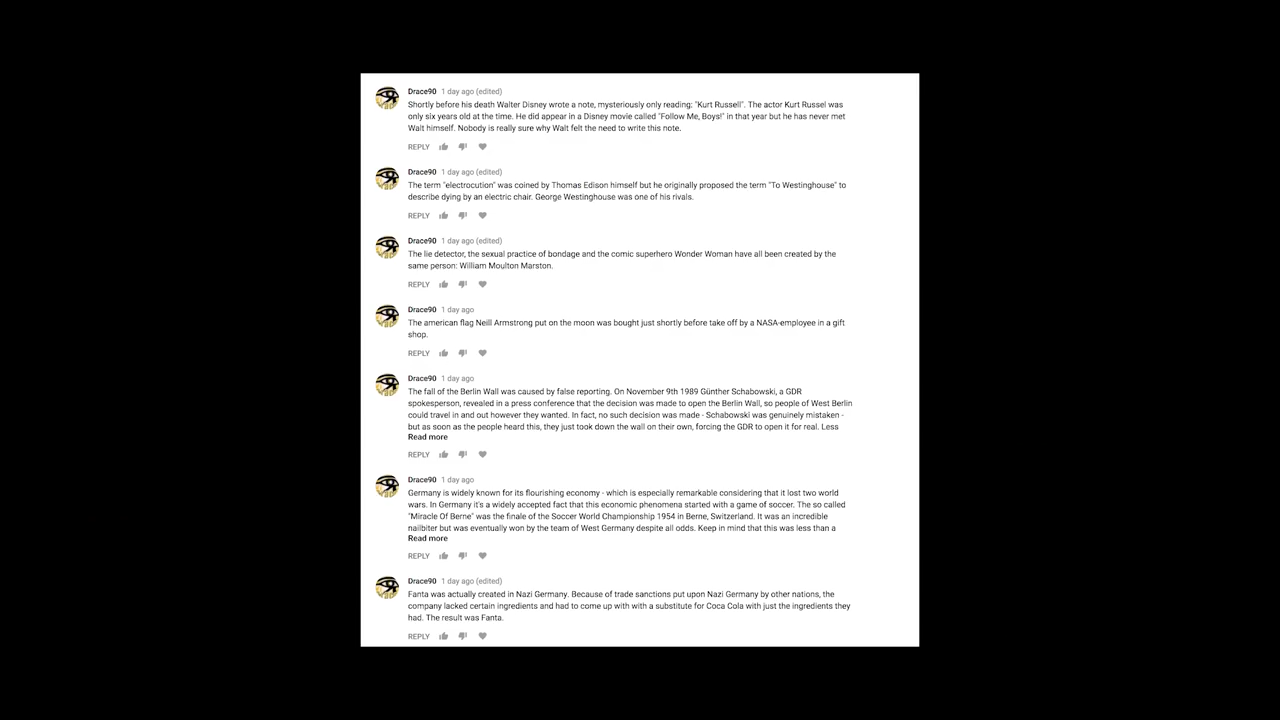 Drace90 1 day ago (edited)
Shortly before his death Walter Disney wrote a note, mysteriously only reading: "Kurt Russell". The actor Kurt Russel was
only six years old at the time. He did appear in a Disney movie called "Follow Me, Boys!" in that year but he has never met
Walt himself. Nobody is really sure why Walt felt the need to write this note.
REPLY
Drace90 1 day ago (edited)
The term "electrocution" was coined by Thomas Edison himself but he originally proposed the term "To Westinghouse" to
describe dying by an electric chair. George Westinghouse was one of his rivals.
REPLY
Drace90 1 day ago (edited)
The lie detector, the sexual practice of bondage and the comic superhero Wonder Woman have all been created by the
same person: William Moulton Marston.
REPLY
Drace90 1 day ago
The american flag Neill Armstrong put on the moon was bought just shortly before take off by a NASA-employee in a gift
shop.
REPLY
Drace90 1 day ago
The fall of the Berlin Wall was caused by false reporting. On November 9th 1989 Günther Schabowski, a GDR
spokesperson, revealed in a press conference that the decision was made to open the Berlin Wall, so people of West Berlin
could travel in and out however they wanted. In fact, no such decision was made - Schabowski was genuinely mistaken -
but as soon as the people heard this, they just took down the wall on their own, forcing the GDR to open it for real. Less
Read more
REPLY
Drace90 1 day ago
Germany is widely known for its flourishing economy - which is especially remarkable considering that it lost two world
wars. In Germany it's a widely accepted fact that this economic phenomena started with a game of soccer. The so called
"Miracle Of Berne" was the finale of the Soccer World Championship 1954 in Berne, Switzerland. It was an incredible
nailbiter but was eventually won by the team of West Germany despite all odds. Keep in mind that this was less than a
Read more
REPLY
Drace90 1 day ago (edited)
Fanta was actually created in Nazi Germany. Because of trade sanctions put upon Nazi Germany by other nations, the
company lacked certain ingredients and had to come up with with a substitute for Coca Cola with just the ingredients they
had. The result was Fanta.
REPLY